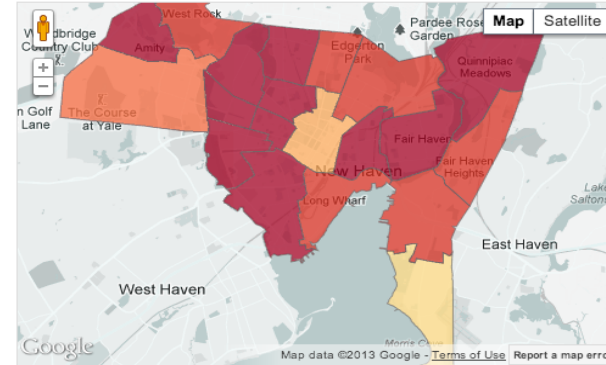 West Rock
Pardee Rose
Garden
Map
Satellite
Country Club
Amity
Edgerton
Park
Quinnipiac
Meadows
+
−
n Golf
Lane
The Course
at Yale
Fair Haven
New Haven
Fair Haven
Heights
Long Wharf
Lake
Salton
East Haven
West Haven
Google
Map data ©2013 Google - Terms of Use
Report a map erro